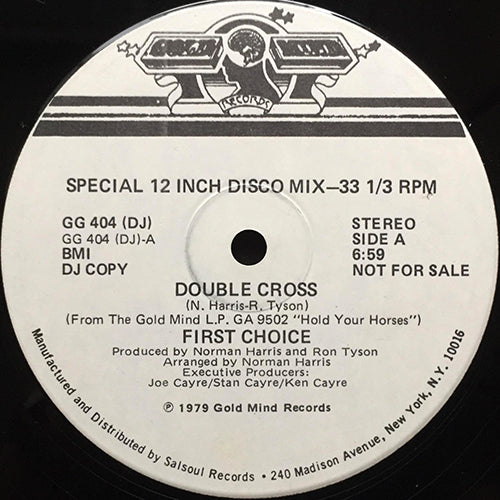 GOLD MIND
RECORDS
SPECIAL 12 INCH DISCO MIX—33 1/3 RPM
GG 404 (DJ)
GG 404 (DJ)-A
BMI
DJ COPY
STEREO
SIDE A
6:59
NOT FOR SALE
DOUBLE CROSS
(N. Harris-R. Tyson)
(From The Gold Mind L.P. GA 9502 "Hold Your Horses")
FIRST CHOICE
Produced by Norman Harris and Ron Tyson
Arranged by Norman Harris
Executive Producers:
Joe Cayre/Stan Cayre/Ken Cayre
℗ 1979 Gold Mind Records
Manufactured and Distributed by Salsoul Records • 240 Madison Avenue, New York, N.Y. 10016